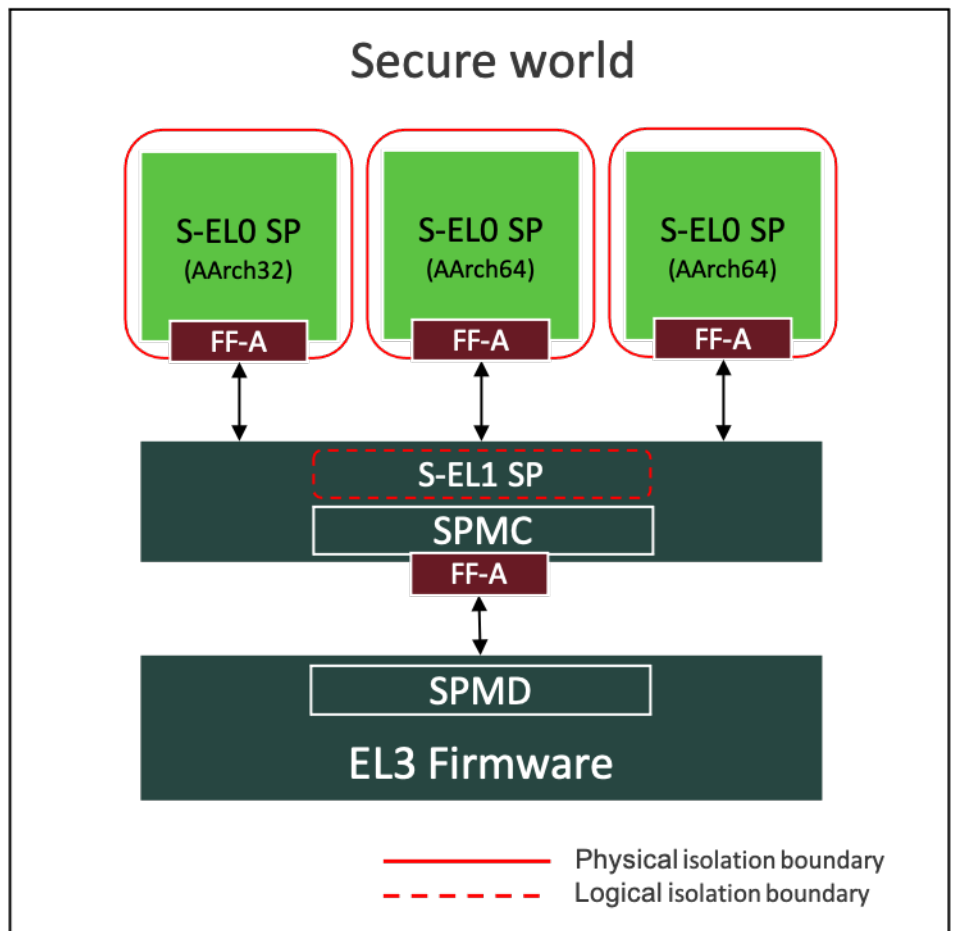 Secure world
S-EL0 SP
(AArch32)
S-EL0 SP
(AArch64)
S-EL0 SP
(AArch64)
FF-A
FF-A
FF-A
S-EL1 SP
SPMC
FF-A
SPMD
EL3 Firmware
Physical isolation boundary
Logical isolation boundary